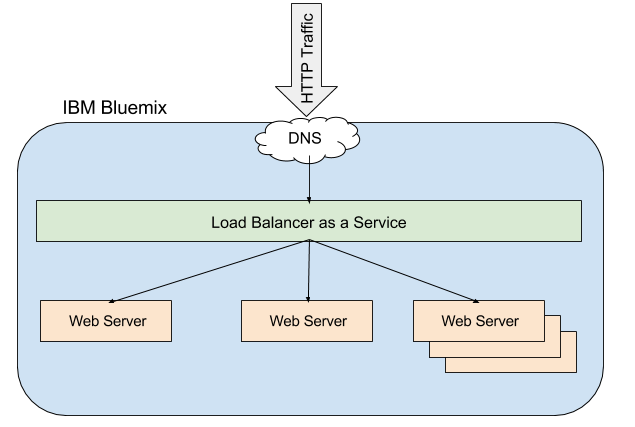 HTTP Traffic
IBM Bluemix
DNS
Load Balancer as a Service
Web Server
Web Server
Web Server